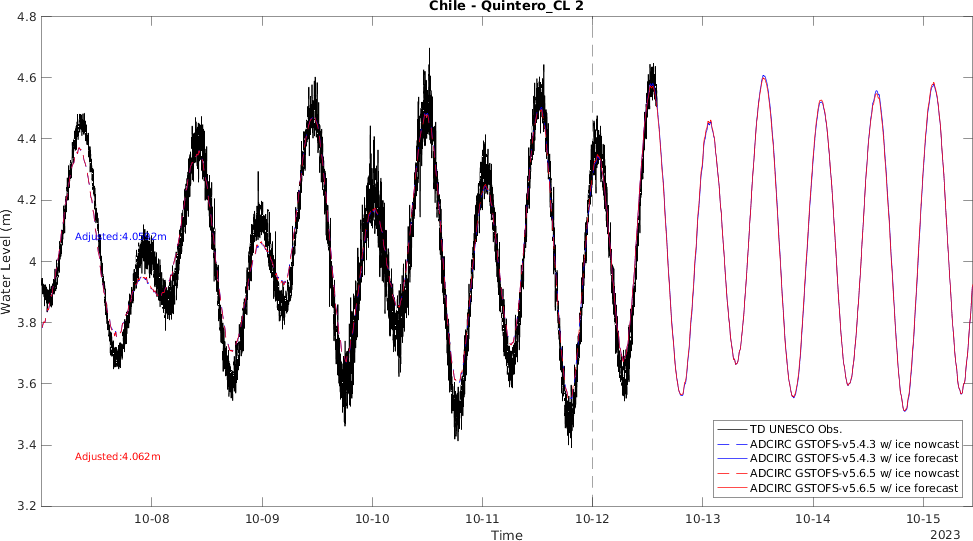 Chile - Quintero_CL 2
4.8
4.6
4.4
4.2
4
3.8
3.6
3.4
3.2
Water Level (m)
Adjusted:4.062m
TD UNESCO Obs.
ADCIRC GSTOFS-v5.4.3 w/ ice nowcast
ADCIRC GSTOFS-v5.4.3 w/ ice forecast
ADCIRC GSTOFS-v5.6.5 w/ ice nowcast
ADCIRC GSTOFS-v5.6.5 w/ ice forecast
10-08
10-09
10-10
10-11
10-12
10-13
10-14
10-15
Time
2023